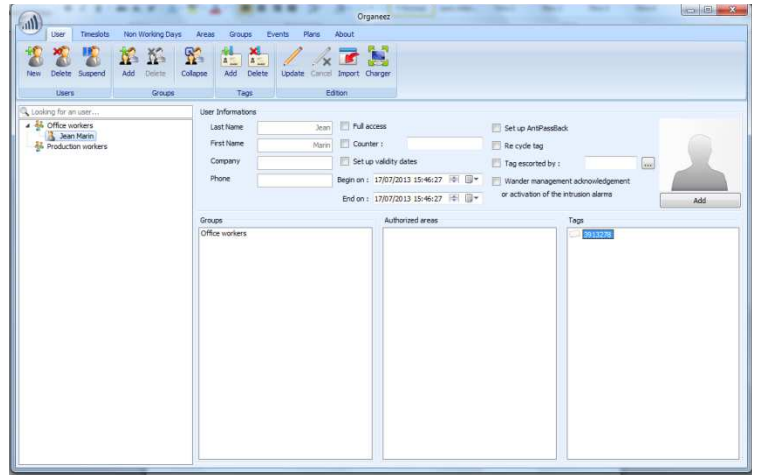 Organeez
User Timeslots Non Working Days Areas Groups Events Plans About
New Delete Suspend Add Delete Collapse Add Delete Update Cancel Import Charger
Users Groups Tags Edition
Looking for an user...
Office workers
Jean Marin
Production workers
User Informations
Last Name Jean Full access Set up AntiPassBack
First Name Marin Counter : Re cycle tag
Company Set up validity dates Tag escorted by : ...
Phone Begin on : 17/07/2013 15:46:27 Wander management acknowledgement
or activation of the intrusion alarms
End on : 17/07/2013 15:46:27 Add
Groups Authorized areas Tags
Office workers 3913278